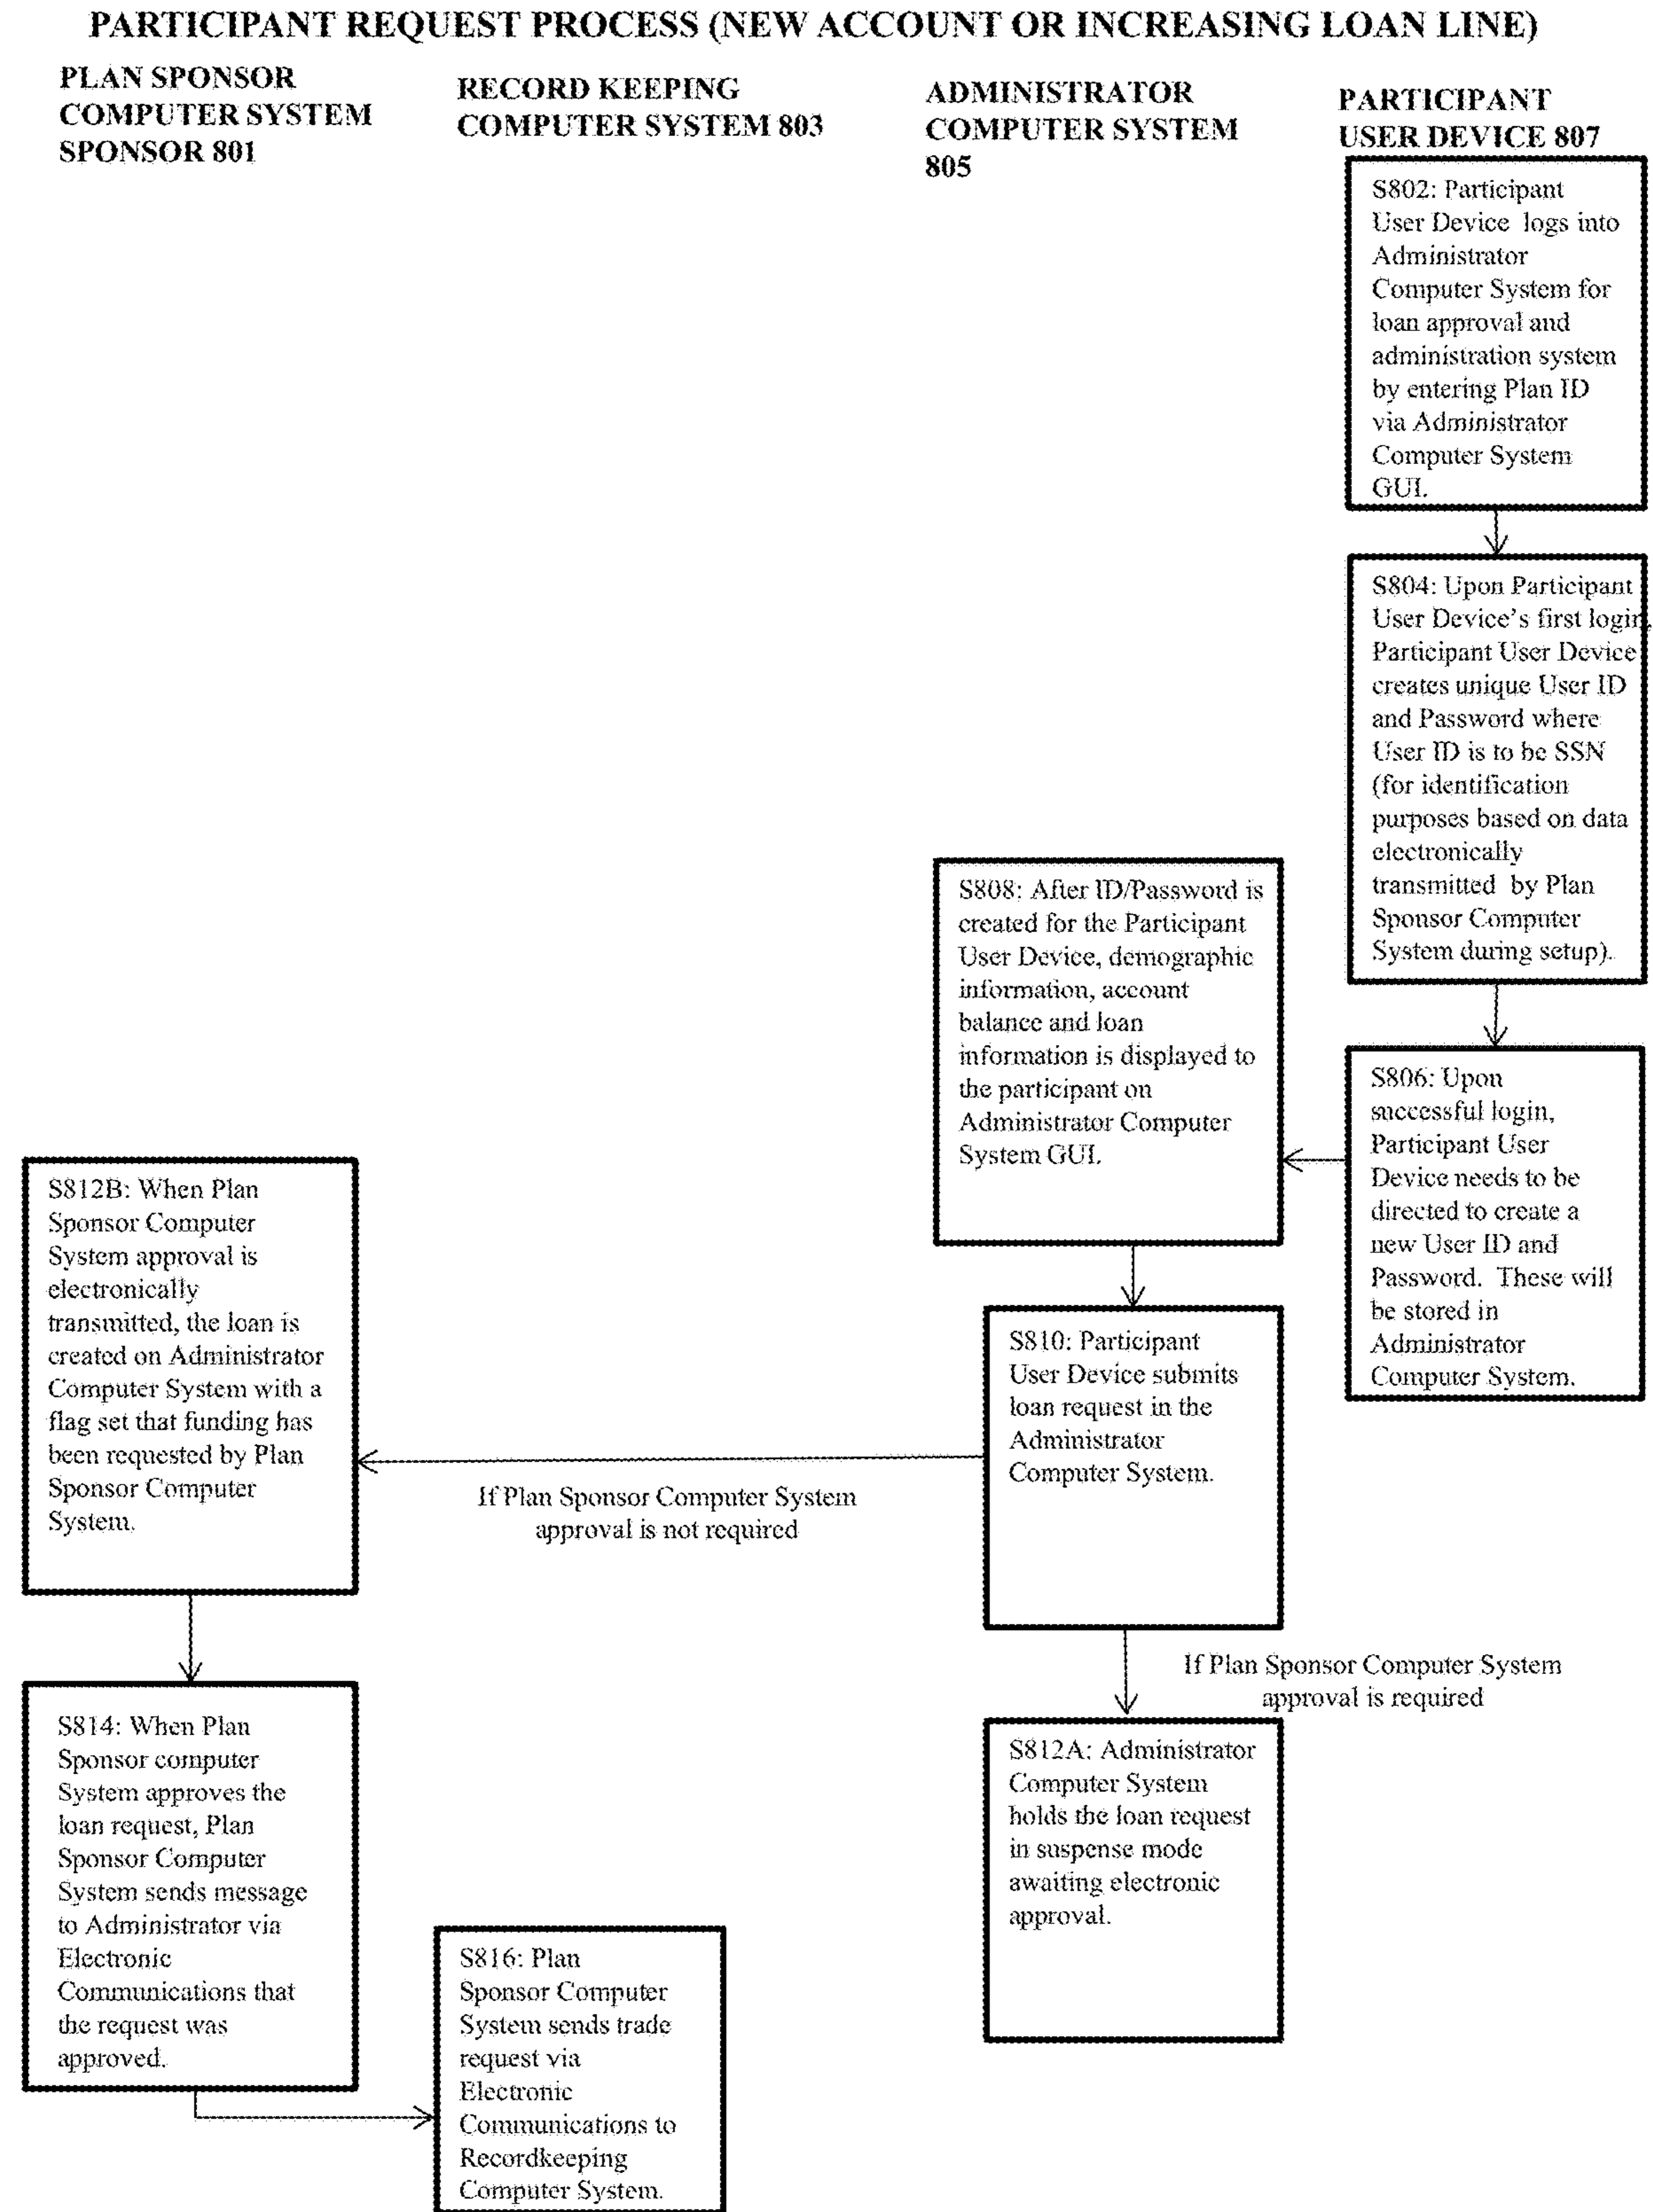 PARTICIPANT REQUEST PROCESS (NEW ACCOUNT OR INCREASING LOAN LINE)
PLAN SPONSOR
COMPUTER SYSTEM
SPONSOR 801
RECORD KEEPING
COMPUTER SYSTEM 803
ADMINISTRATOR
COMPUTER SYSTEM
805
PARTICIPANT
USER DEVICE 807
S802: Participant
User Device logs into
Administrator
Computer System for
loan approval and
administration system
by entering Plan ID
via Administrator
Computer System
GUI.
S804: Upon Participant
User Device's first login,
Participant User Device
creates unique User ID
and Password where
User ID is to be SSN
(for identification
purposes based on data
electronically
transmitted by Plan
Sponsor Computer
System during setup).
S806: Upon
successful login,
Participant User
Device needs to be
directed to create a
new User ID and
Password. These will
be stored in
Administrator
Computer System.
S808: After ID/Password is
created for the Participant
User Device, demographic
information, account
balance and loan
information is displayed to
the participant on
Administrator Computer
System GUI.
S810: Participant
User Device submits
loan request in the
Administrator
Computer System.
If Plan Sponsor Computer System
approval is not required
If Plan Sponsor Computer System
approval is required
S812A: Administrator
Computer System
holds the loan request
in suspense mode
awaiting electronic
approval.
S812B: When Plan
Sponsor Computer
System approval is
electronically
transmitted, the loan is
created on Administrator
Computer System with a
flag set that funding has
been requested by Plan
Sponsor Computer
System.
S814: When Plan
Sponsor computer
System approves the
loan request, Plan
Sponsor Computer
System sends message
to Administrator via
Electronic
Communications that
the request was
approved.
S816: Plan
Sponsor Computer
System sends trade
request via
Electronic
Communications to
Recordkeeping
Computer System.